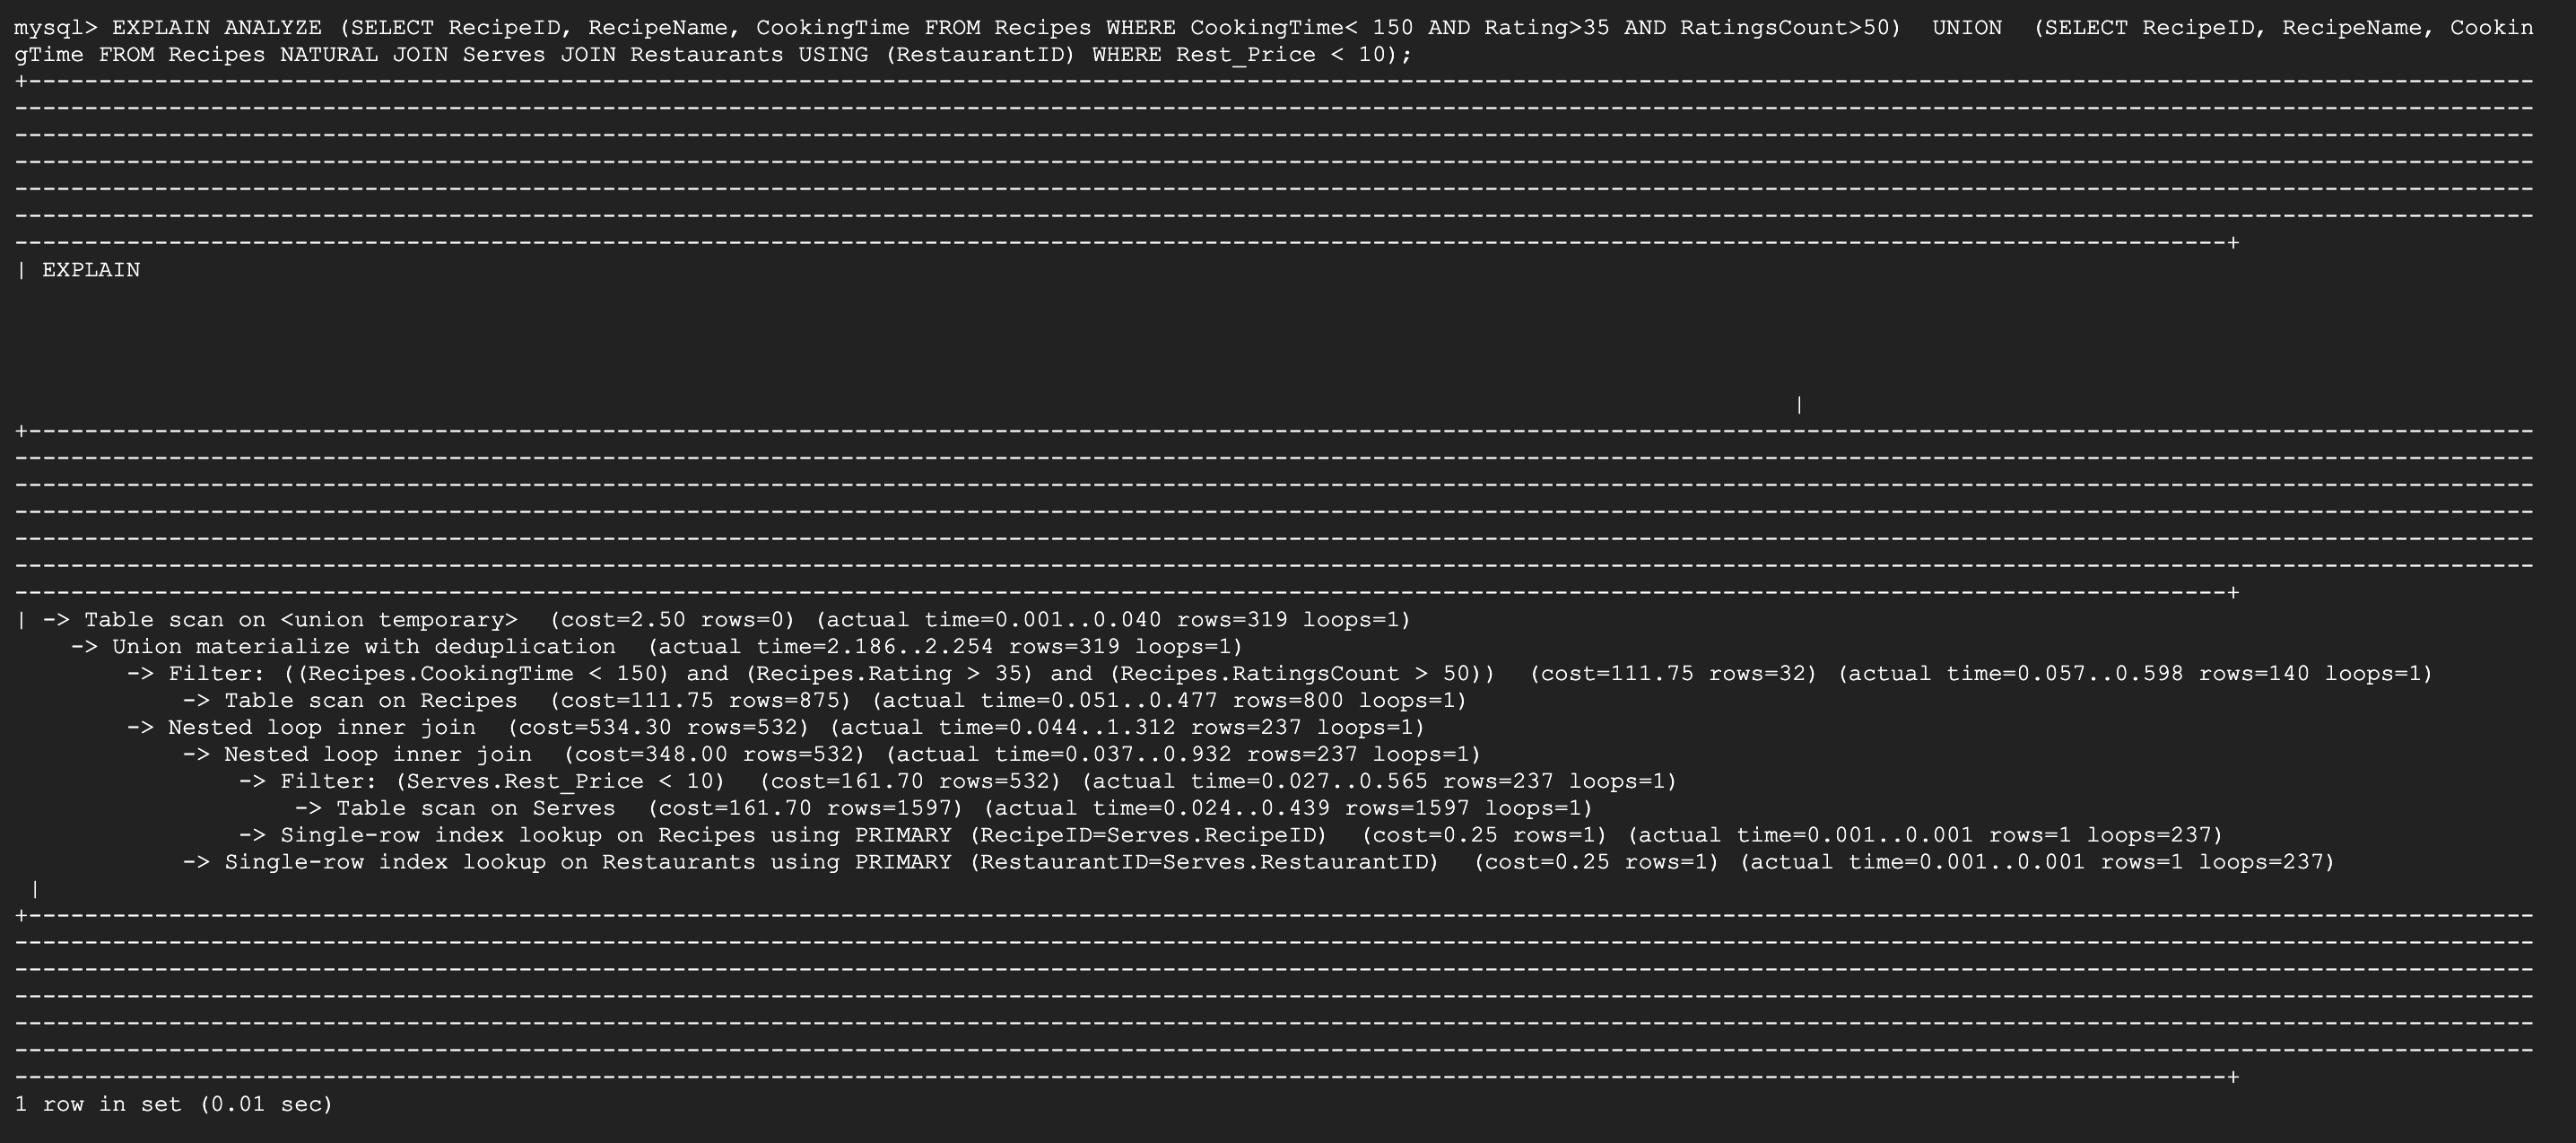 mysql> EXPLAIN ANALYZE (SELECT RecipeID, RecipeName, CookingTime FROM Recipes WHERE CookingTime< 150 AND Rating>35 AND RatingsCount>50)  UNION  (SELECT RecipeID, RecipeName, Cookin
gTime FROM Recipes NATURAL JOIN Serves JOIN Restaurants USING (RestaurantID) WHERE Rest_Price < 10);
| EXPLAIN
|
| -> Table scan on <union temporary>  (cost=2.50 rows=0) (actual time=0.001..0.040 rows=319 loops=1)
    -> Union materialize with deduplication  (actual time=2.186..2.254 rows=319 loops=1)
        -> Filter: ((Recipes.CookingTime < 150) and (Recipes.Rating > 35) and (Recipes.RatingsCount > 50))  (cost=111.75 rows=32) (actual time=0.057..0.598 rows=140 loops=1)
            -> Table scan on Recipes  (cost=111.75 rows=875) (actual time=0.051..0.477 rows=800 loops=1)
        -> Nested loop inner join  (cost=534.30 rows=532) (actual time=0.044..1.312 rows=237 loops=1)
            -> Nested loop inner join  (cost=348.00 rows=532) (actual time=0.037..0.932 rows=237 loops=1)
                -> Filter: (Serves.Rest_Price < 10)  (cost=161.70 rows=532) (actual time=0.027..0.565 rows=237 loops=1)
                    -> Table scan on Serves  (cost=161.70 rows=1597) (actual time=0.024..0.439 rows=1597 loops=1)
                -> Single-row index lookup on Recipes using PRIMARY (RecipeID=Serves.RecipeID)  (cost=0.25 rows=1) (actual time=0.001..0.001 rows=1 loops=237)
            -> Single-row index lookup on Restaurants using PRIMARY (RestaurantID=Serves.RestaurantID)  (cost=0.25 rows=1) (actual time=0.001..0.001 rows=1 loops=237)
 |
1 row in set (0.01 sec)